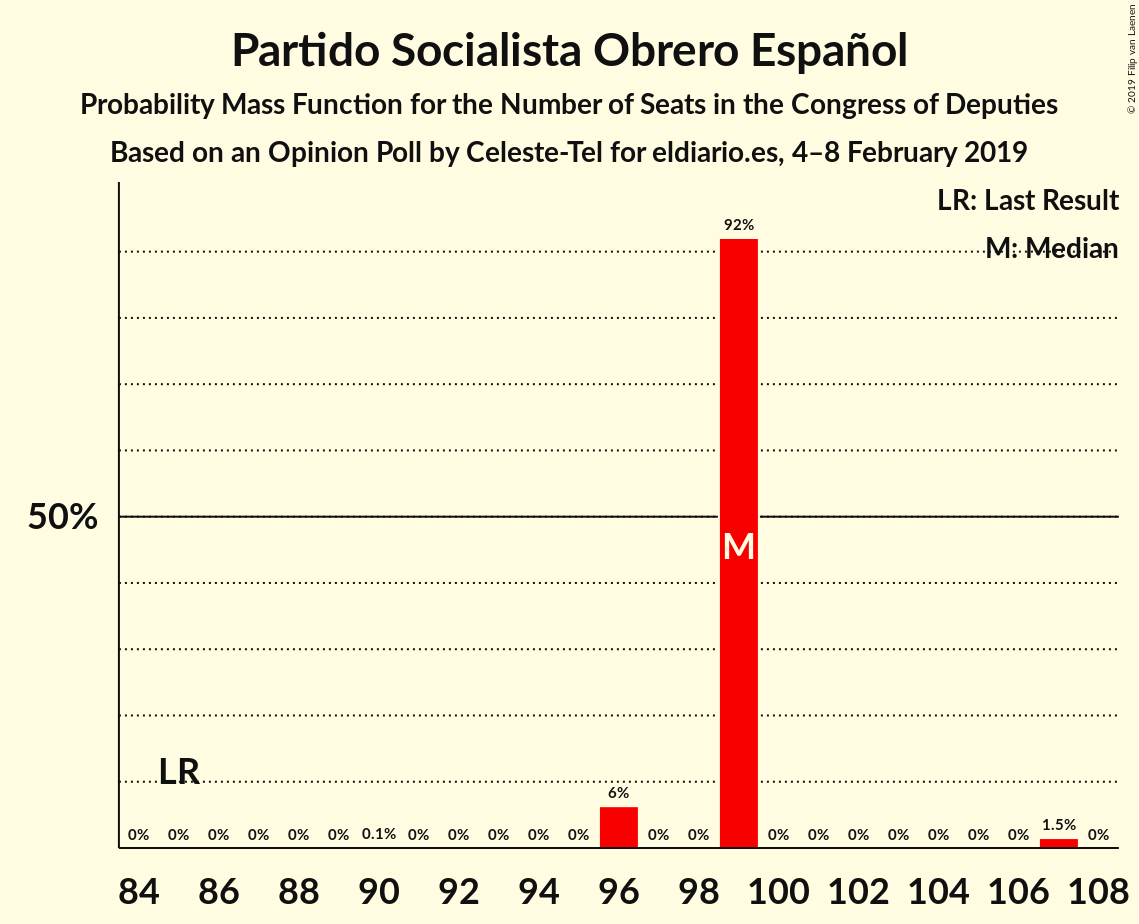 Partido Socialista Obrero Español
Probability Mass Function for the Number of Seats in the Congress of Deputies
Based on an Opinion Poll by Celeste-Tel for eldiario.es, 4–8 February 2019
© 2019 Filip van Laenen
LR: Last Result
M: Median
92%
50%
M
LR
6%
1.5%
0% 0% 0% 0% 0% 0% 0.1% 0% 0% 0% 0% 0% 0% 0% 0% 0% 0% 0% 0% 0% 0% 0%
84 86 88 90 92 94 96 98 100 102 104 106 108